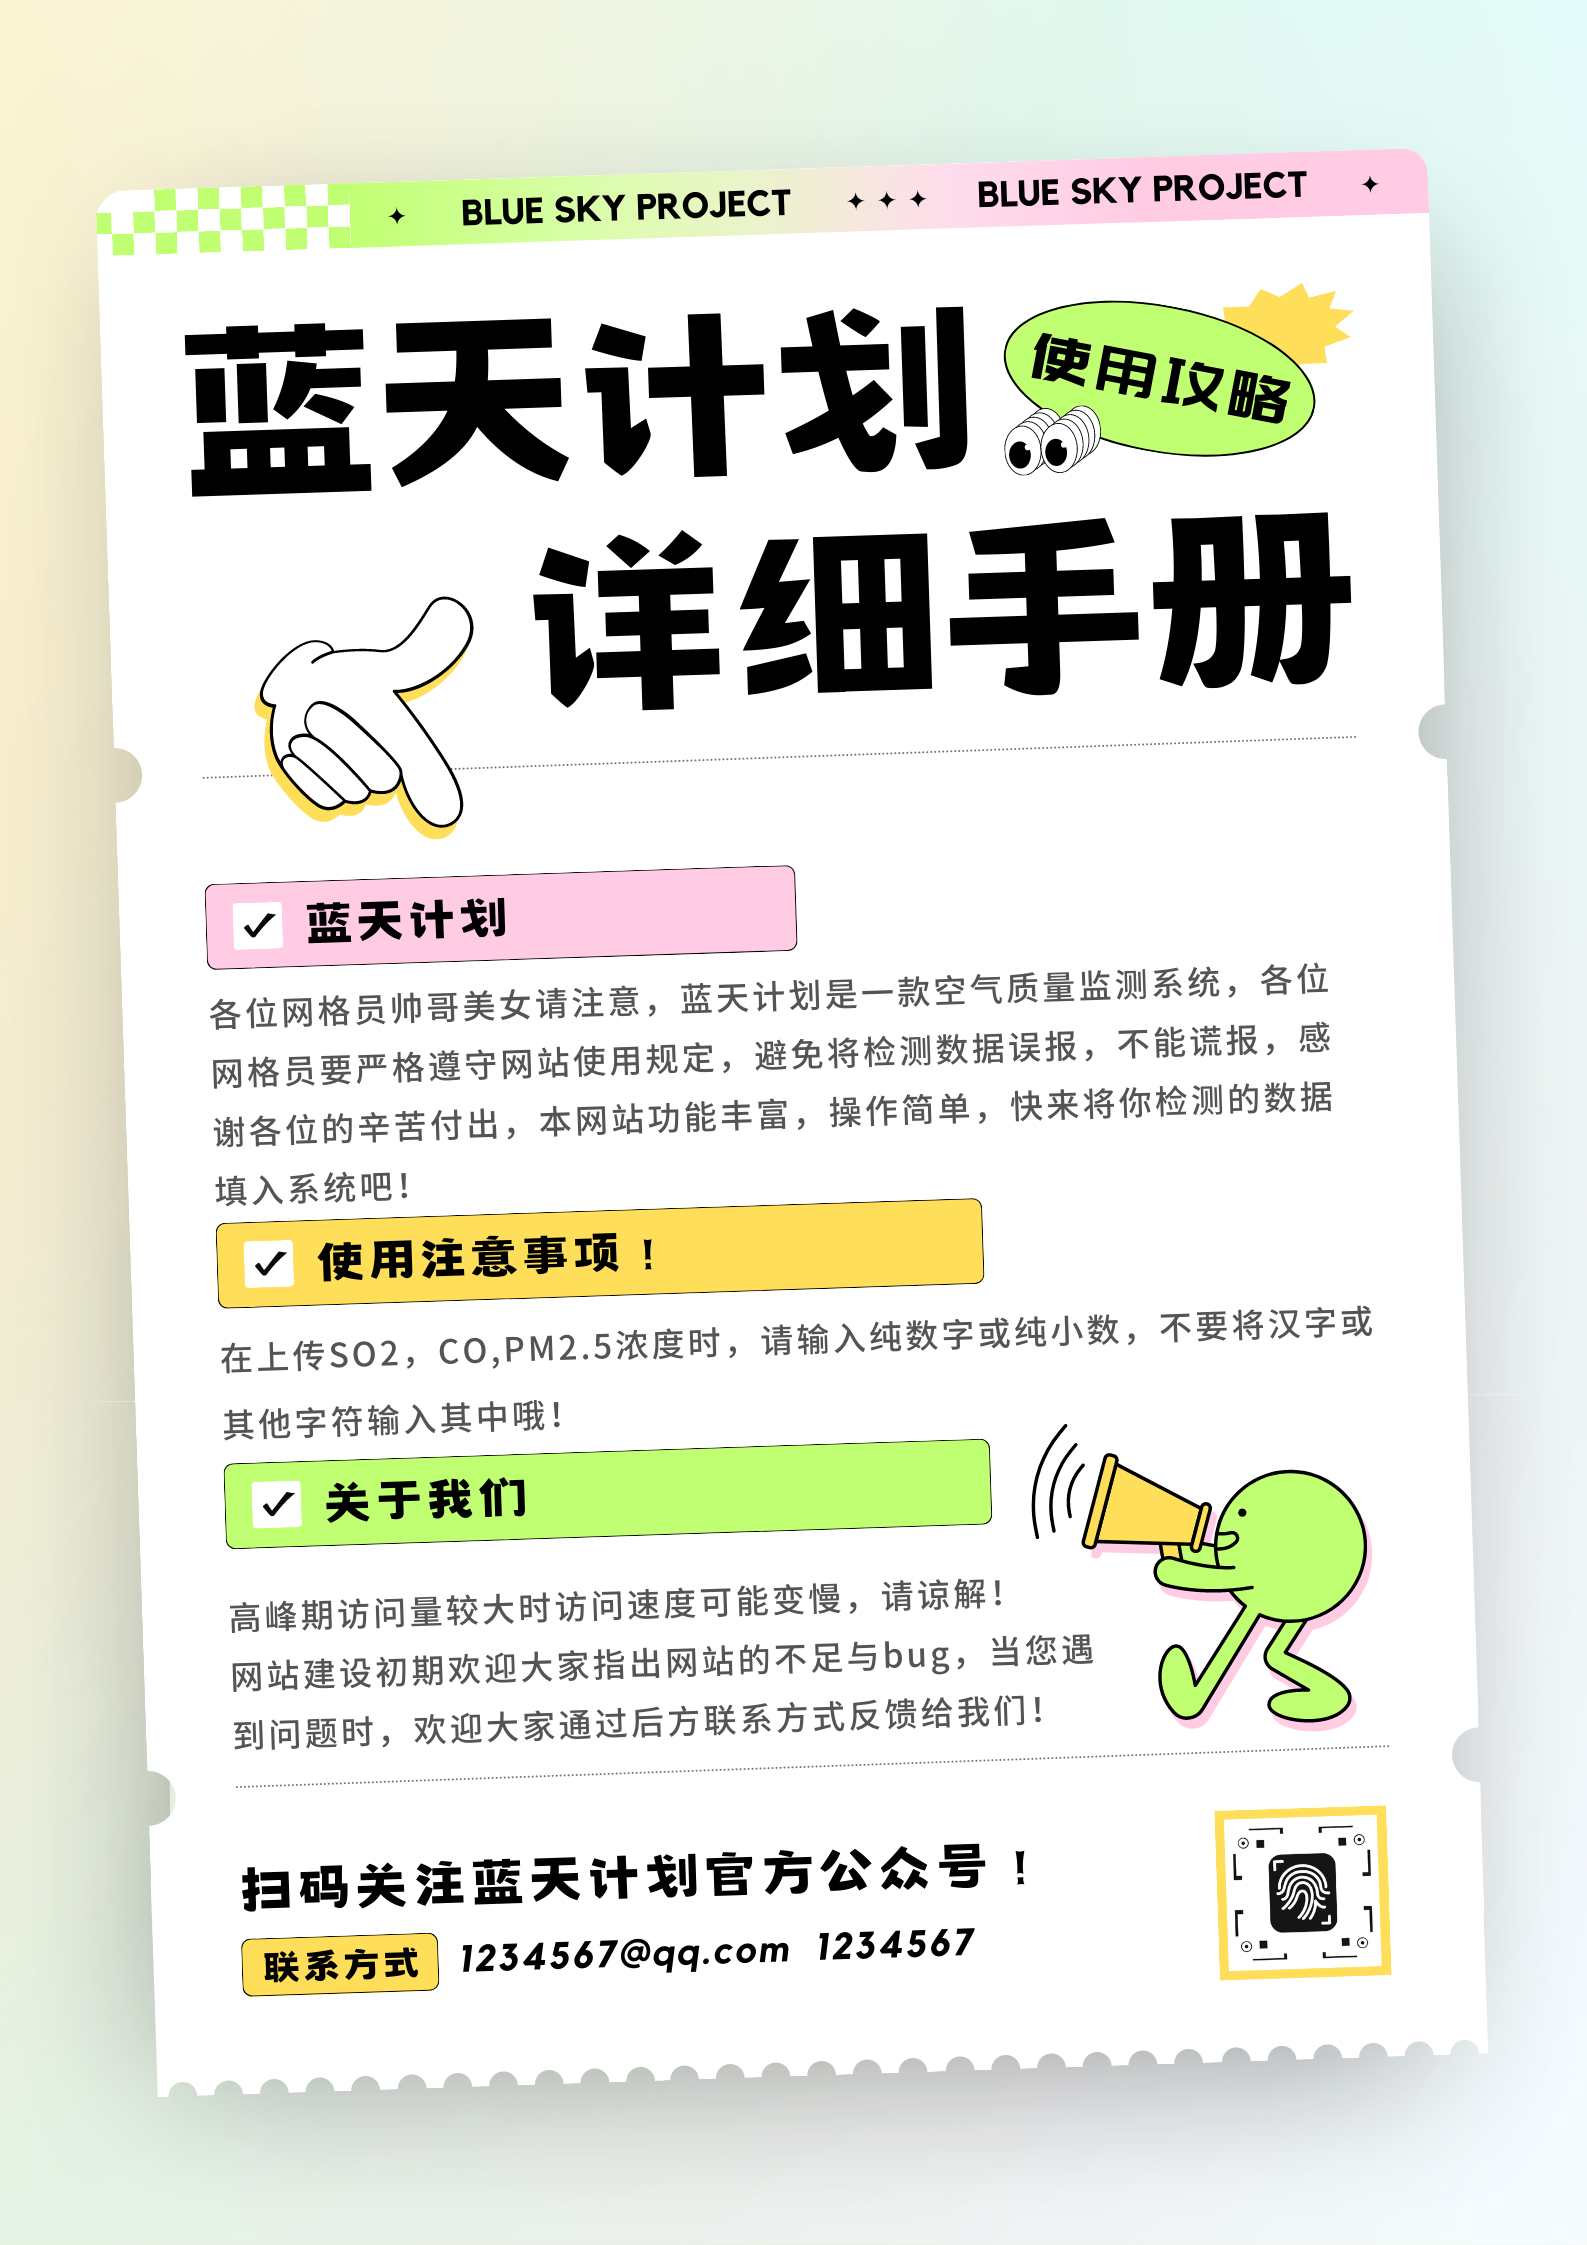 BLUE SKY PROJECT BLUE SKY PROJECT
蓝天计划
使用攻略
详细手册
蓝天计划
各位网格员帅哥美女请注意，蓝天计划是一款空气质量监测系统，各位
网格员要严格遵守网站使用规定，避免将检测数据误报，不能谎报，感
谢各位的辛苦付出，本网站功能丰富，操作简单，快来将你检测的数据
填入系统吧！
使用注意事项！
在上传SO2，CO,PM2.5浓度时，请输入纯数字或纯小数，不要将汉字或
其他字符输入其中哦！
关于我们
高峰期访问量较大时访问速度可能变慢，请谅解！
网站建设初期欢迎大家指出网站的不足与bug，当您遇
到问题时，欢迎大家通过后方联系方式反馈给我们！
扫码关注蓝天计划官方公众号！
联系方式 1234567@qq.com 1234567